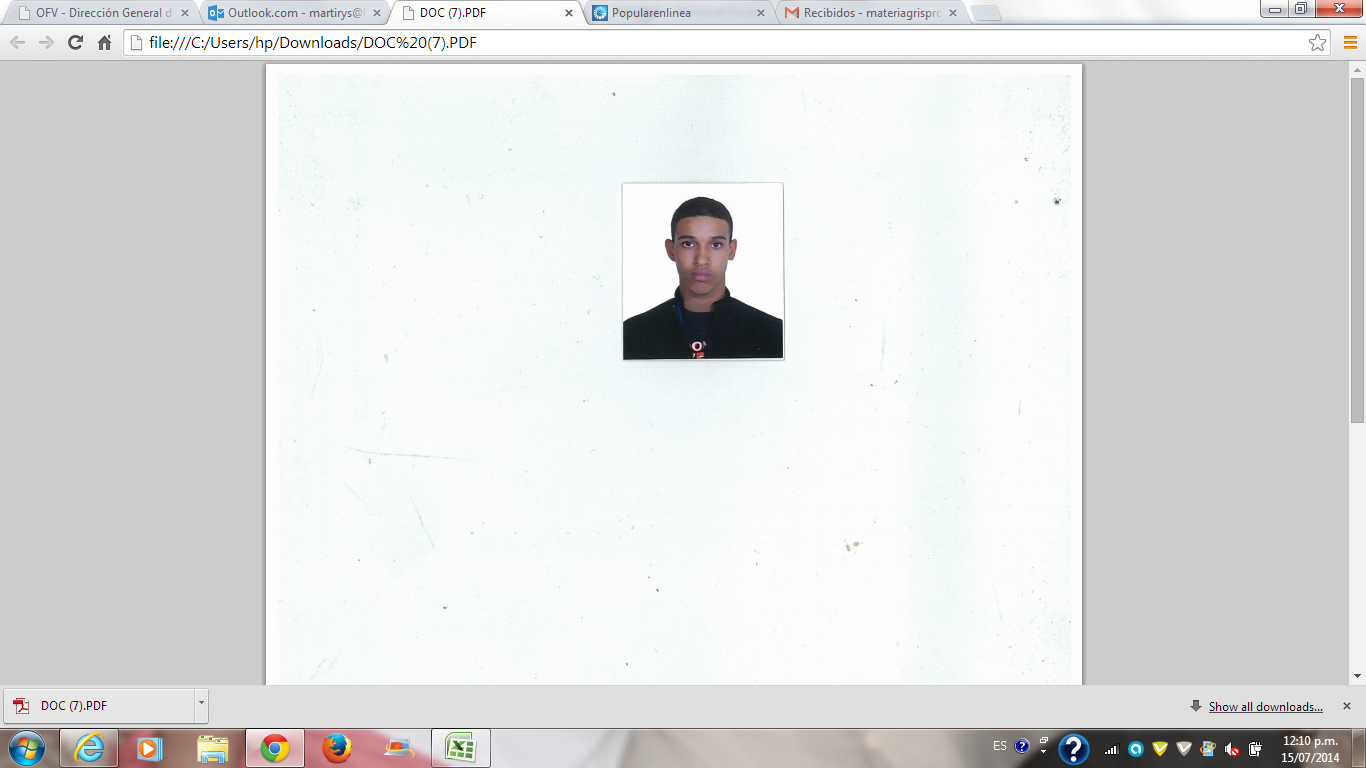 OFV - Dirección General d
Outlook.com - martirys@
DOC (7).PDF
Popularenlinea
Recibidos - materiagrispro
file:///C:/Users/hp/Downloads/DOC%20(7).PDF
DOC (7).PDF
Show all downloads...
ES
12:10 p.m.
15/07/2014